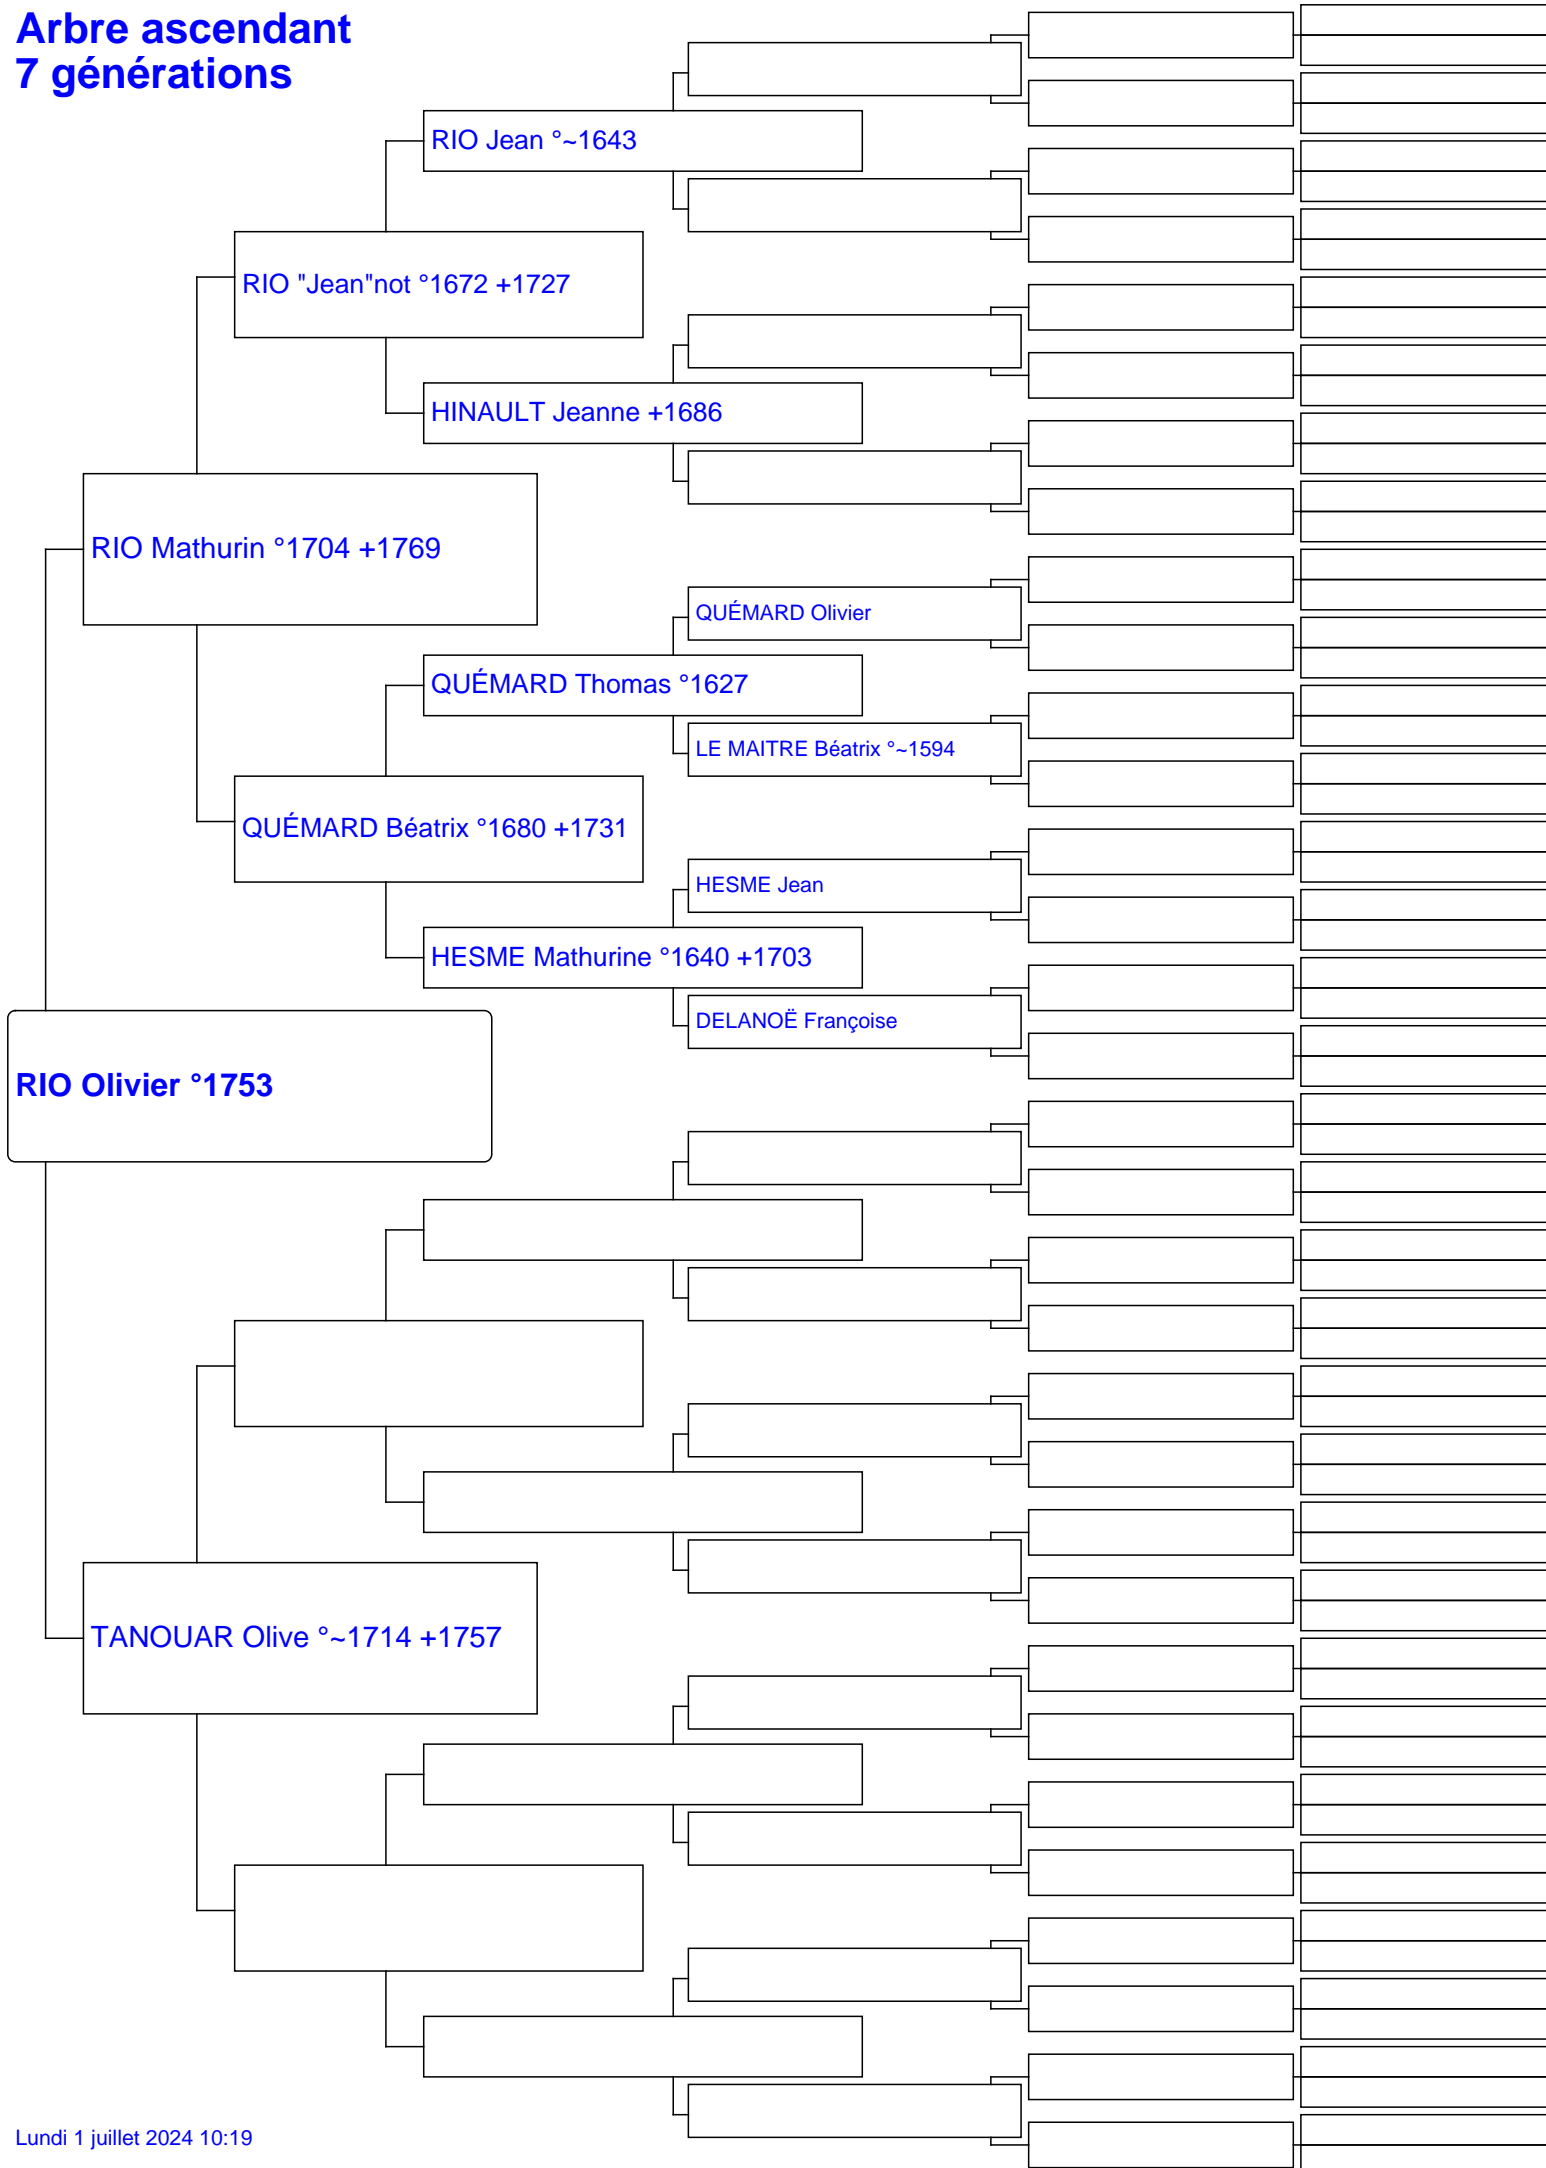 Arbre ascendant
7 générations
RIO Jean °~1643
RIO "Jean"not °1672 +1727
HINAULT Jeanne +1686
RIO Mathurin °1704 +1769
QUÉMARD Olivier
QUÉMARD Thomas °1627
LE MAITRE Béatrix °~1594
QUÉMARD Béatrix °1680 +1731
HESME Jean
HESME Mathurine °1640 +1703
DELANOË Françoise
RIO Olivier °1753
TANOUAR Olive °~1714 +1757
Lundi 1 juillet 2024 10:19